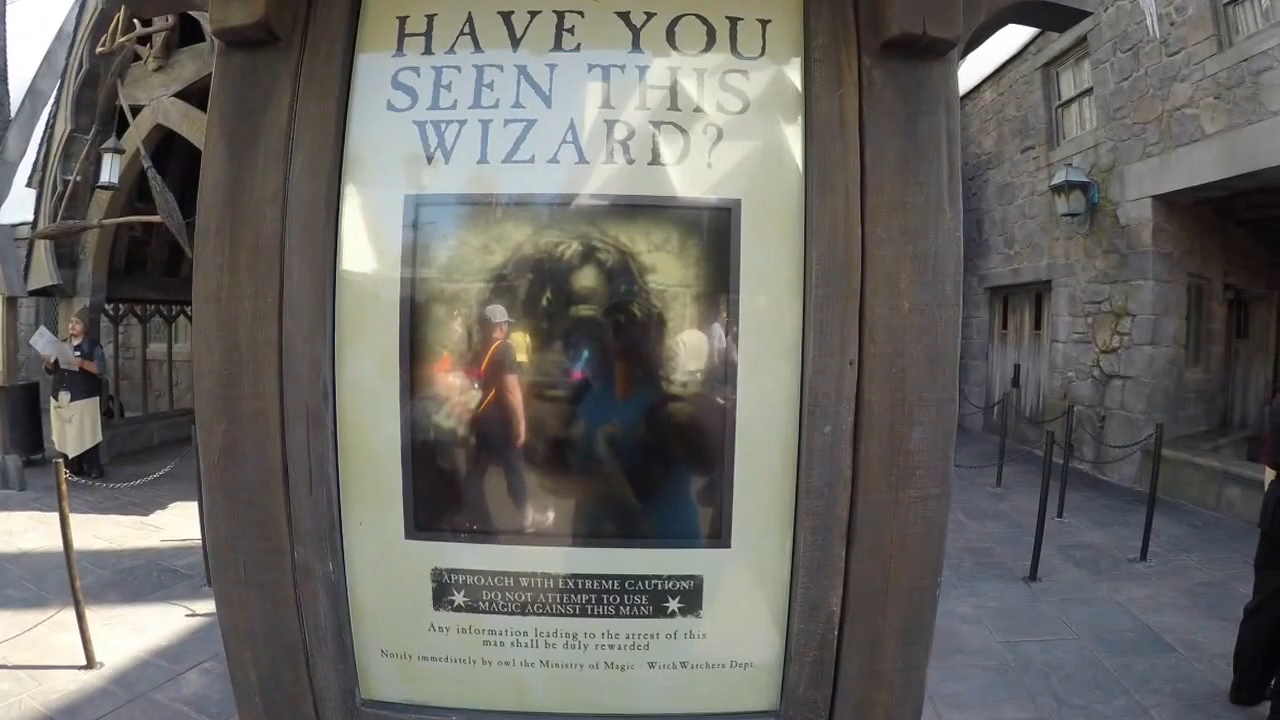 HAVE YOU
SEEN THIS
WIZARD?
APPROACH WITH EXTREME CAUTION!
DO NOT ATTEMPT TO USE
MAGIC AGAINST THIS MAN!
Any information leading to the arrest of this
man shall be duly rewarded
Notify immediately by owl the Ministry of Magic · WitchWatchers Dept.